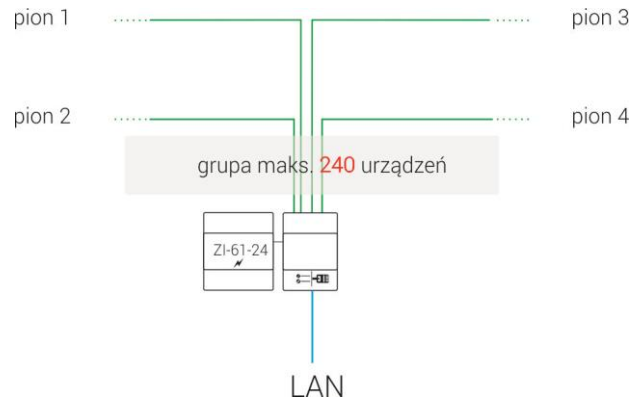 pion 1
pion 3
pion 2
pion 4
grupa maks. 240 urządzeń
ZI-61-24
LAN